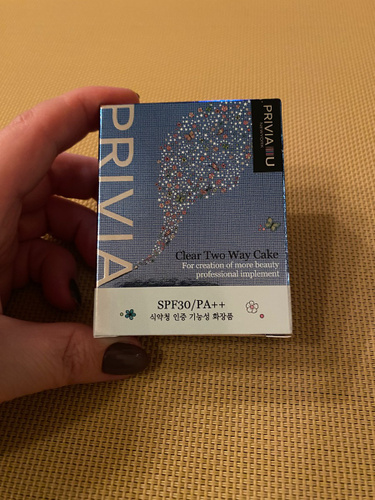 PRIVIA
PRIVIA U
Clear Two Way Cake
For creation of more beauty
professional implement
SPF30/PA++
식약청 인증 기능성 화장품